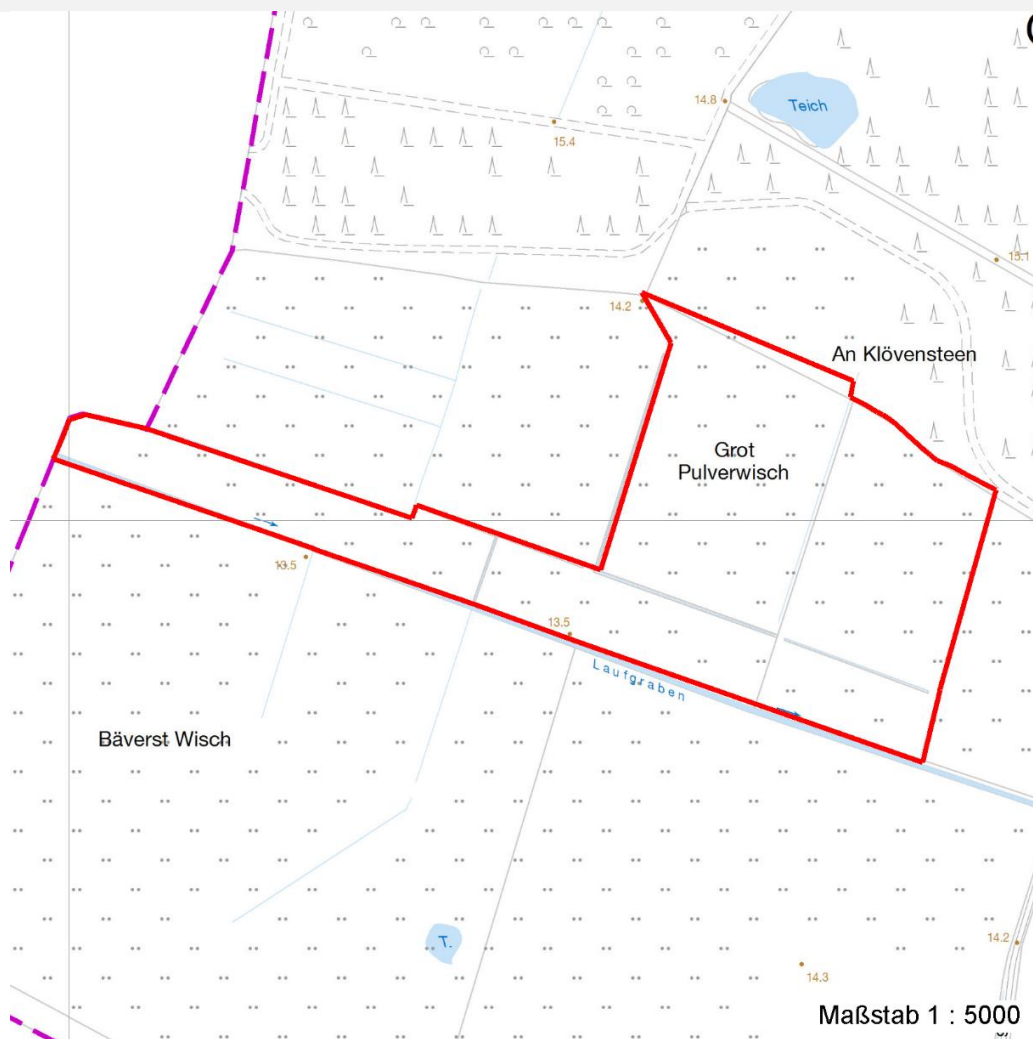 14.8
Teich
15.4
15.1
14.2
An Klövensteen
Grot
Pulverwisch
13.5
13.5
Laufgraben
Bäverst Wisch
T.
14.2
14.3
Maßstab 1 : 5000